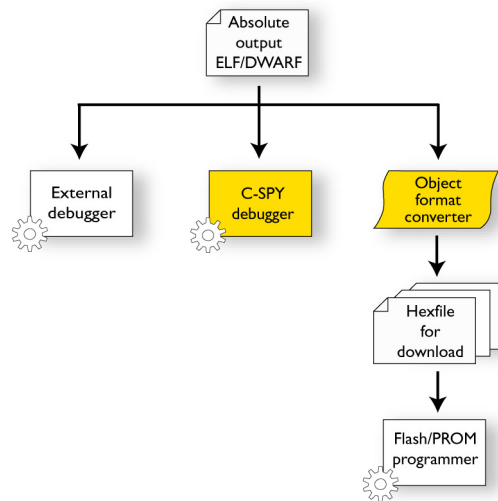 Absolute
output
ELF/DWARF
External
debugger
C-SPY
debugger
Object
format
converter
Hexfile
for
download
Flash/PROM
programmer